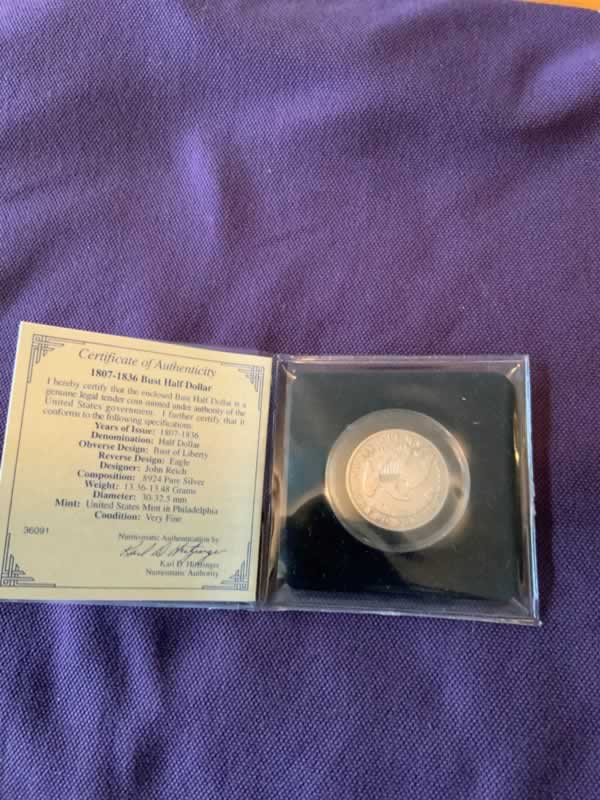 Certificate of Authenticity
1807-1836 Bust Half Dollar
I hereby certify that the enclosed Bust Half Dollar is a
genuine legal tender coin minted under authority of the
United States government. I further certify that it
conforms to the following specifications:
Years of Issue: 1807-1836
Denomination: Half Dollar
Obverse Design: Bust of Liberty
Reverse Design: Eagle
Designer: John Reich
Composition: .8924 Pure Silver
Weight: 13.36-13.48 Grams
Diameter: 30-32.5 mm
Mint: United States Mint in Philadelphia
Condition: Very Fine
36091
Numismatic Authentication by
Karl D.
Numismatic Authority